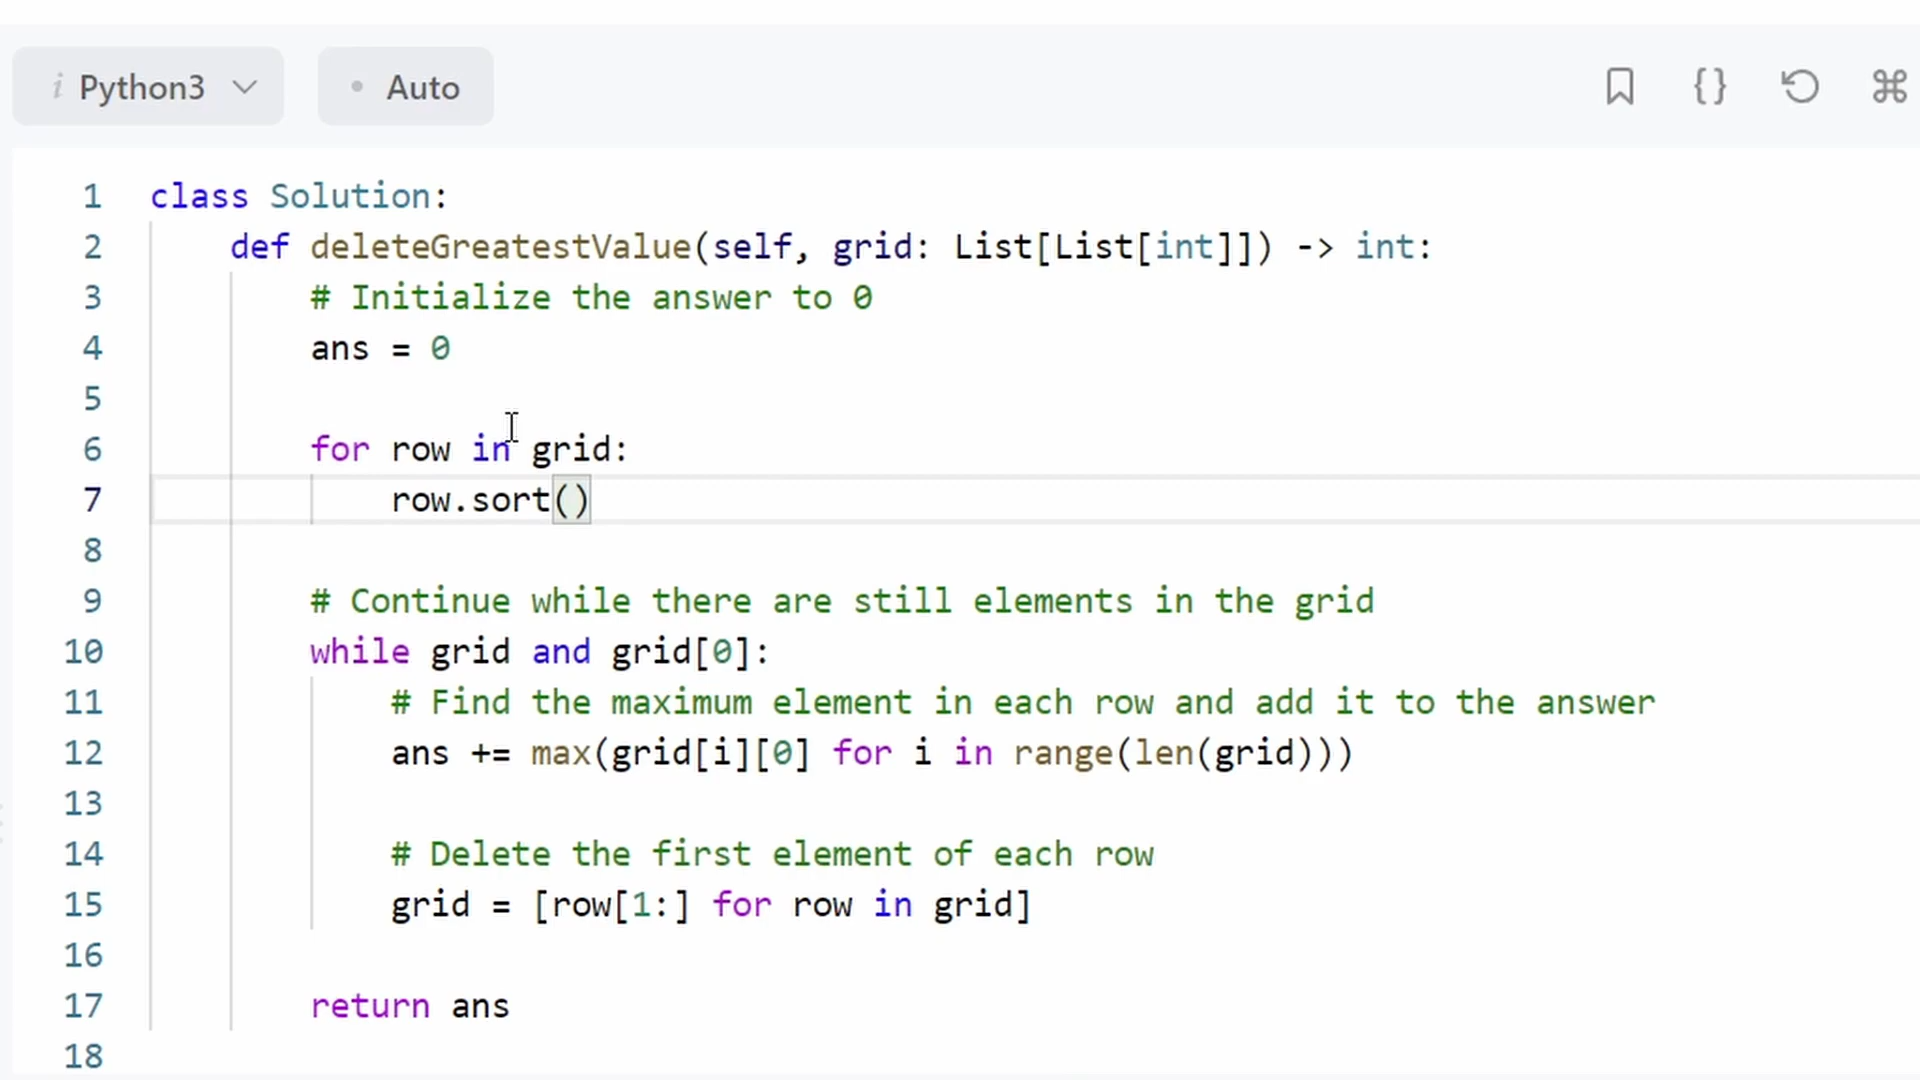 Python3 Auto {}
1 class Solution:
2 def deleteGreatestValue(self, grid: List[List[int]]) -> int:
3 # Initialize the answer to 0
4 ans = 0
5
6 for row in grid:
7 row.sort()
8
9 # Continue while there are still elements in the grid
10 while grid and grid[0]:
11 # Find the maximum element in each row and add it to the answer
12 ans += max(grid[i][0] for i in range(len(grid)))
13
14 # Delete the first element of each row
15 grid = [row[1:] for row in grid]
16
17 return ans
18